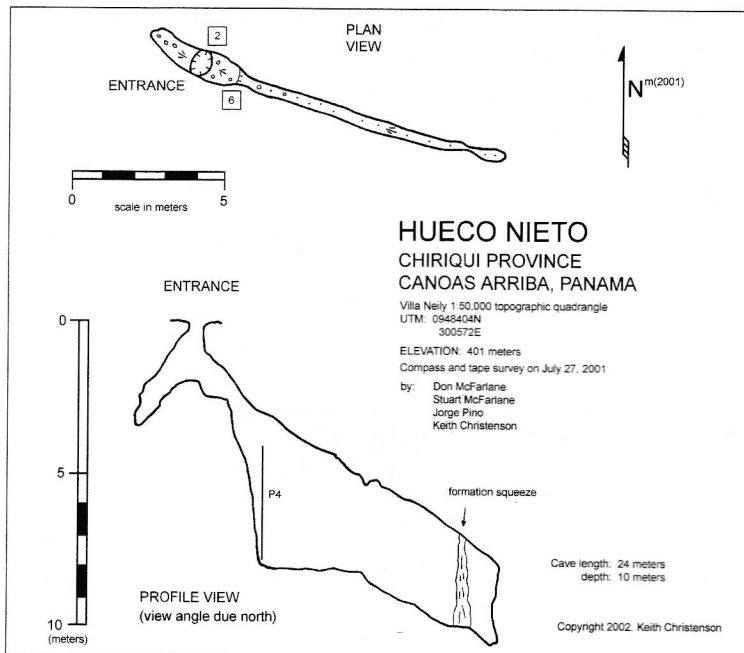 PLAN
VIEW
2
ENTRANCE
6
N m(2001)
0 5
scale in meters
HUECO NIETO
CHIRIQUI PROVINCE
CANOAS ARRIBA, PANAMA
Villa Neily 1:50,000 topographic quadrangle
UTM: 0948404N
300572E
ELEVATION: 401 meters
Compass and tape survey on July 27, 2001
by: Don McFarlane
Stuart McFarlane
Jorge Pino
Keith Christenson
ENTRANCE
0
5
P4
formation squeeze
Cave length: 24 meters
depth: 10 meters
PROFILE VIEW
(view angle due north)
10
(meters)
Copyright 2002, Keith Christenson